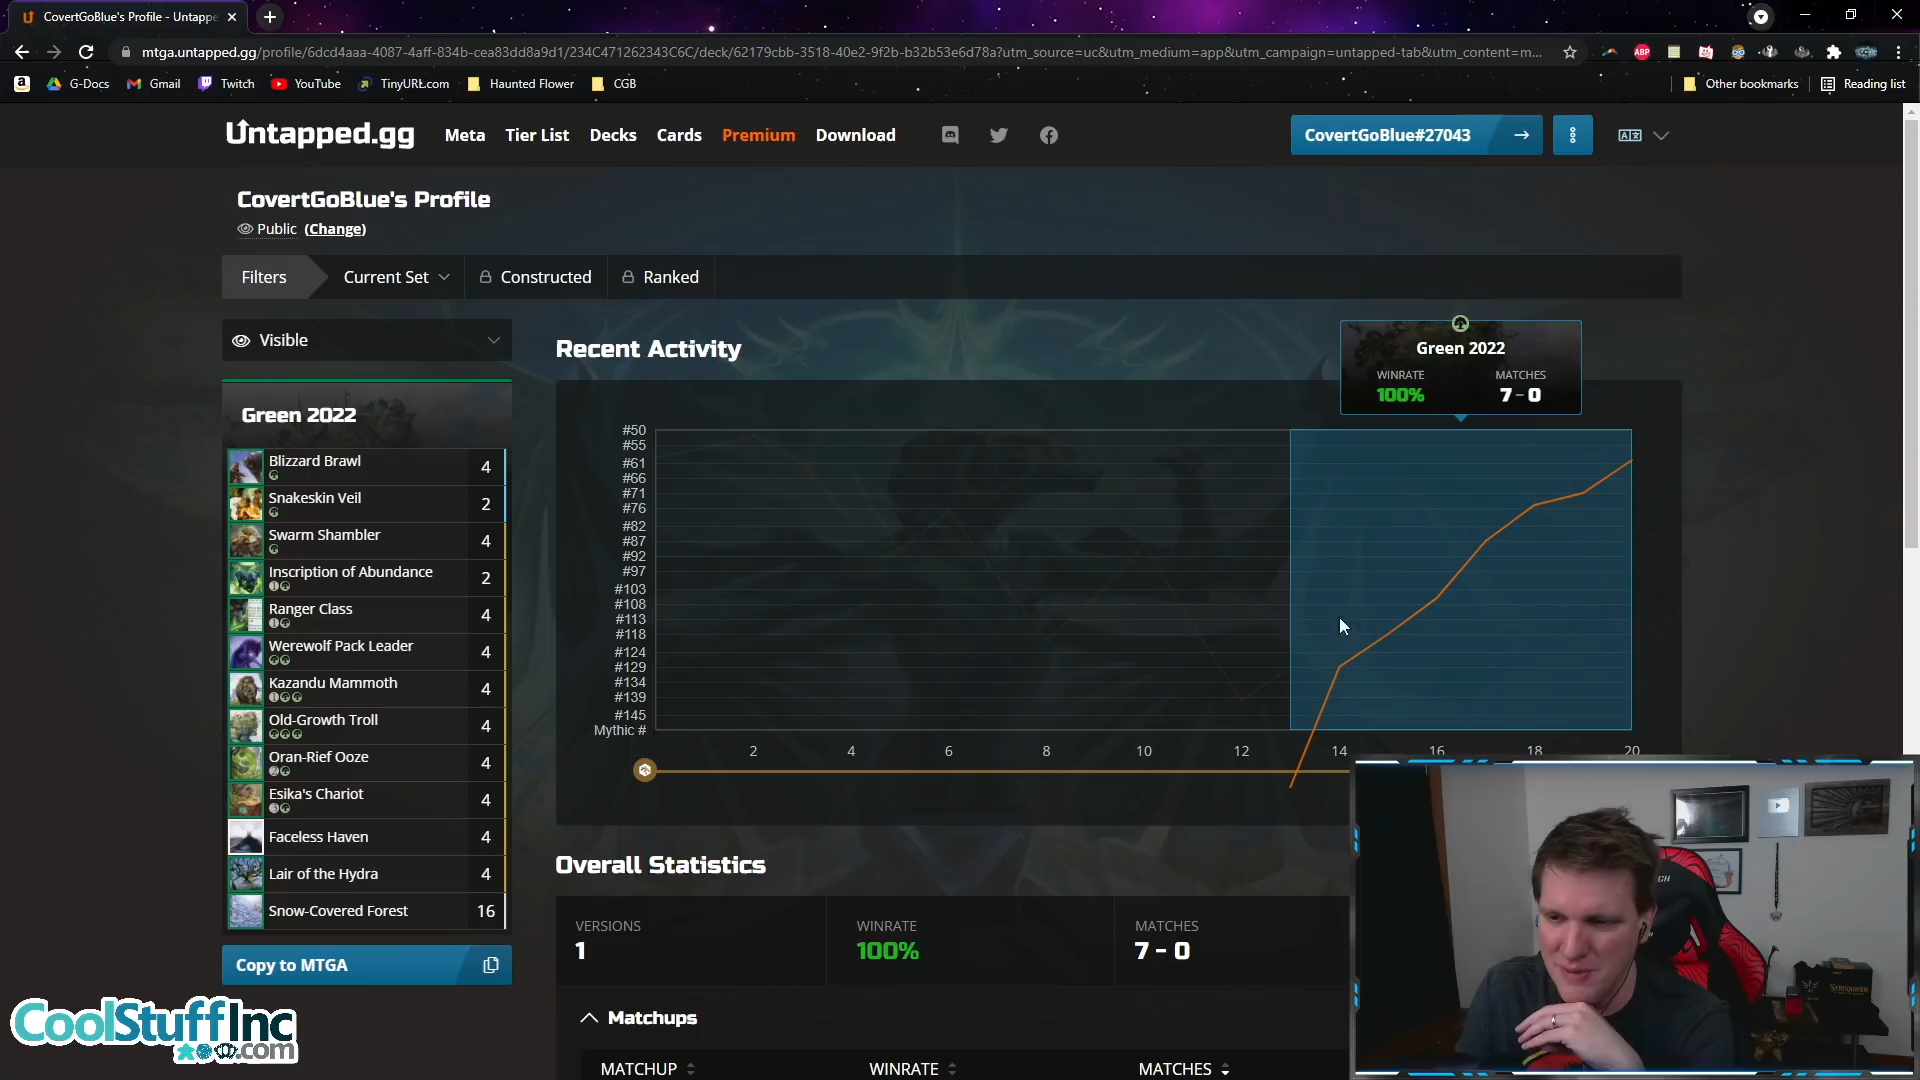 CovertGoBlue's Profile - Untappe
mtga.untapped.gg/profile/6dcd4aaa-4087-4aff-834b-cea83dd8a9d1/234C471262343C6C/deck/62179cbb-3518-40e2-9f2b-b32b53e6d78a?utm_source=uc&utm_medium=app&utm_campaign=untapped-tab&utm_content=m...
ABP
G-Docs Gmail Twitch YouTube TinyURL.com Haunted Flower CGB Other bookmarks Reading list
Untapped.gg Meta Tier List Decks Cards Premium Download CovertGoBlue#27043
CovertGoBlue's Profile
Public (Change)
Filters Current Set Constructed Ranked
Visible
Recent Activity
Green 2022
WINRATE MATCHES
100% 7 - 0
Green 2022
Blizzard Brawl 4
Snakeskin Veil 2
Swarm Shambler 4
Inscription of Abundance 2
1
Ranger Class 4
1
Werewolf Pack Leader 4
Kazandu Mammoth 4
1
Old-Growth Troll 4
Oran-Rief Ooze 4
2
Esika's Chariot 4
3
Faceless Haven 4
Lair of the Hydra 4
Snow-Covered Forest 16
Copy to MTGA
#50
#55
#61
#66
#71
#76
#82
#87
#92
#97
#103
#108
#113
#118
#124
#129
#134
#139
#145
Mythic #
2 4 6 8 10 12 14 16 18 20
Overall Statistics
VERSIONS WINRATE MATCHES
1 100% 7 - 0
Matchups
MATCHUP WINRATE MATCHES
CoolStuffInc
.com
STRIXHAVEN